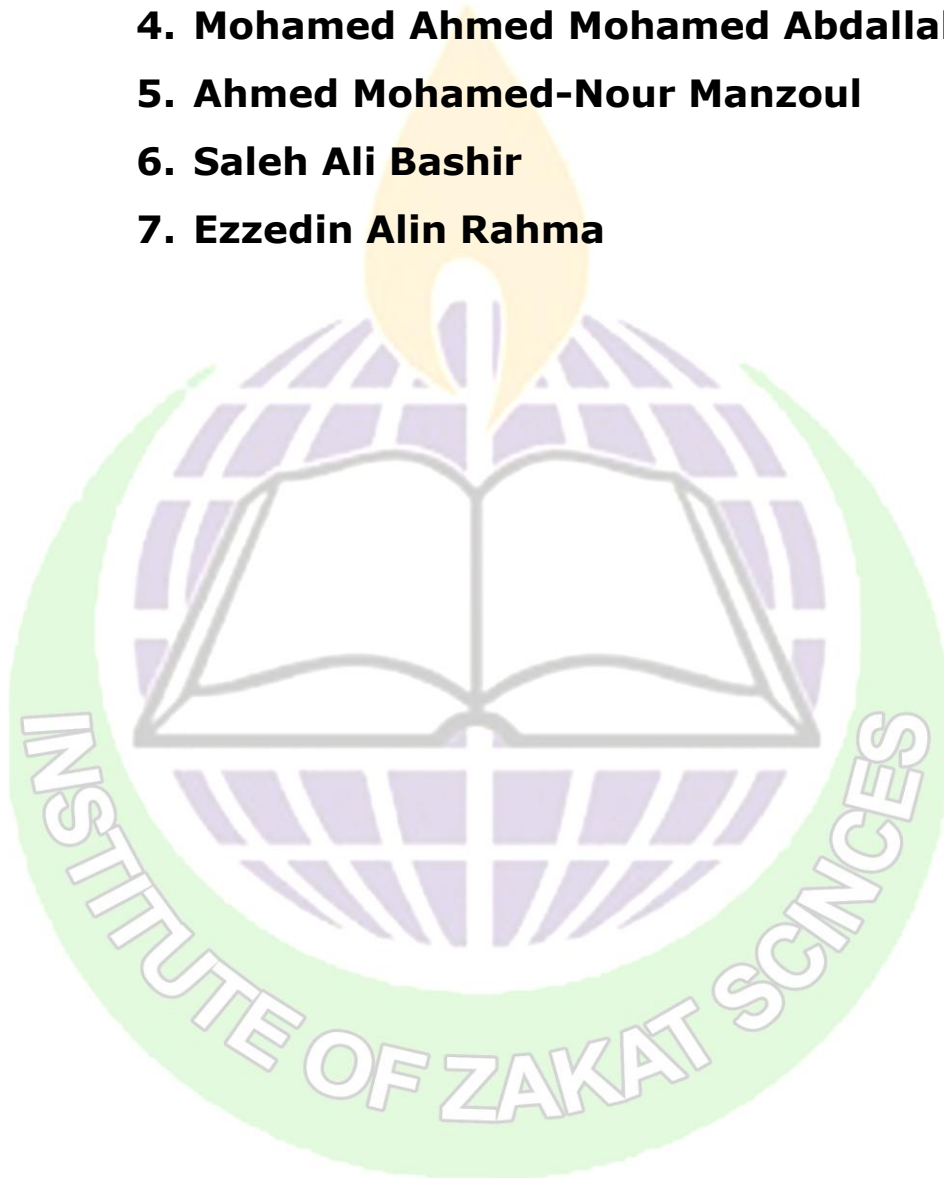 4. Mohamed Ahmed Mohamed Abdallah
5. Ahmed Mohamed-Nour Manzoul
6. Saleh Ali Bashir
7. Ezzedin Alin Rahma
INSTITUTE OF ZAKAT SCINCES